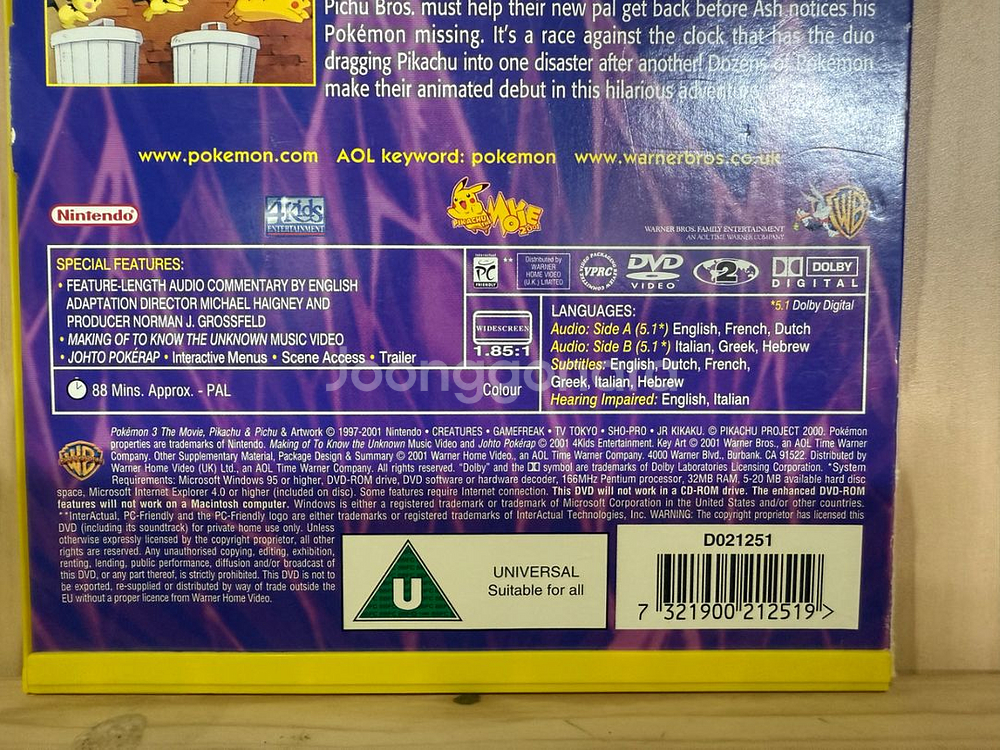 Pichu Bros. must help their new pal get back before Ash notices his
Pokémon missing. It's a race against the clock that has the duo
dragging Pikachu into one disaster after another! Dozens of Pokémon
make their animated debut in this hilarious adventure
www.pokemon.com AOL keyword: pokemon www.warnerbros.co.uk
Nintendo
4Kids
ENTERTAINMENT
PIKACHU
MOVIE
2001
WARNER BROS. FAMILY ENTERTAINMENT
AN AOL TIME WARNER COMPANY
WB
SPECIAL FEATURES:
• FEATURE-LENGTH AUDIO COMMENTARY BY ENGLISH
ADAPTATION DIRECTOR MICHAEL HAIGNEY AND
PRODUCER NORMAN J. GROSSFELD
• MAKING OF TO KNOW THE UNKNOWN MUSIC VIDEO
• JOHTO POKÉRAP • Interactive Menus • Scene Access • Trailer
88 Mins. Approx. - PAL
Colour
InterActual
PC
FRIENDLY
**
Distributed by
WARNER
HOME VIDEO
(U.K.) LIMITED
VIDEO PACKAGING REVIEW COMMITTEE
VPRC
DVD
VIDEO
2
DOLBY
DIGITAL
WIDESCREEN
1.85:1
*5.1 Dolby Digital
LANGUAGES:
Audio: Side A (5.1*) English, French, Dutch
Audio: Side B (5.1*) Italian, Greek, Hebrew
Subtitles: English, Dutch, French,
Greek, Italian, Hebrew
Hearing Impaired: English, Italian
Joonggonara
Pokémon 3 The Movie, Pikachu & Pichu & Artwork © 1997-2001 Nintendo • CREATURES • GAMEFREAK • TV TOKYO • SHO-PRO • JR KIKAKU. © PIKACHU PROJECT 2000. Pokémon
properties are trademarks of Nintendo. Making of To Know the Unknown Music Video and Johto Pokérap © 2001 4Kids Entertainment. Key Art © 2001 Warner Bros., an AOL Time Warner
Company. Other Supplementary Material, Package Design & Summary © 2001 Warner Home Video, an AOL Time Warner Company. 4000 Warner Blvd., Burbank. CA 91522. Distributed by
Warner Home Video (UK) Ltd., an AOL Time Warner Company. All rights reserved. "Dolby" and the symbol are trademarks of Dolby Laboratories Licensing Corporation. *System
Requirements: Microsoft Windows 95 or higher, DVD-ROM drive, DVD software or hardware decoder, 166MHz Pentium processor, 32MB RAM, 5-20 MB available hard disc
space, Microsoft Internet Explorer 4.0 or higher (included on disc). Some features require Internet connection. This DVD will not work in a CD-ROM drive. The enhanced DVD-ROM
features will not work on a Macintosh computer. Windows is either a registered trademark or trademark of Microsoft Corporation in the United States and/or other countries.
**InterActual, PC-Friendly and the PC-Friendly logo are either trademarks or registered trademarks of InterActual Technologies, Inc. WARNING: The copyright proprietor has licensed this
DVD (including its soundtrack) for private home use only. Unless
otherwise expressly licensed by the copyright proprietor, all other
rights are reserved. Any unauthorised copying, editing, exhibition,
renting, lending, public performance, diffusion and/or broadcast of
this DVD, or any part thereof, is strictly prohibited. This DVD is not to
be exported, re-supplied or distributed by way of trade outside the
EU without a proper licence from Warner Home Video.
U
UNIVERSAL
Suitable for all
D021251
7 321900 212519 >